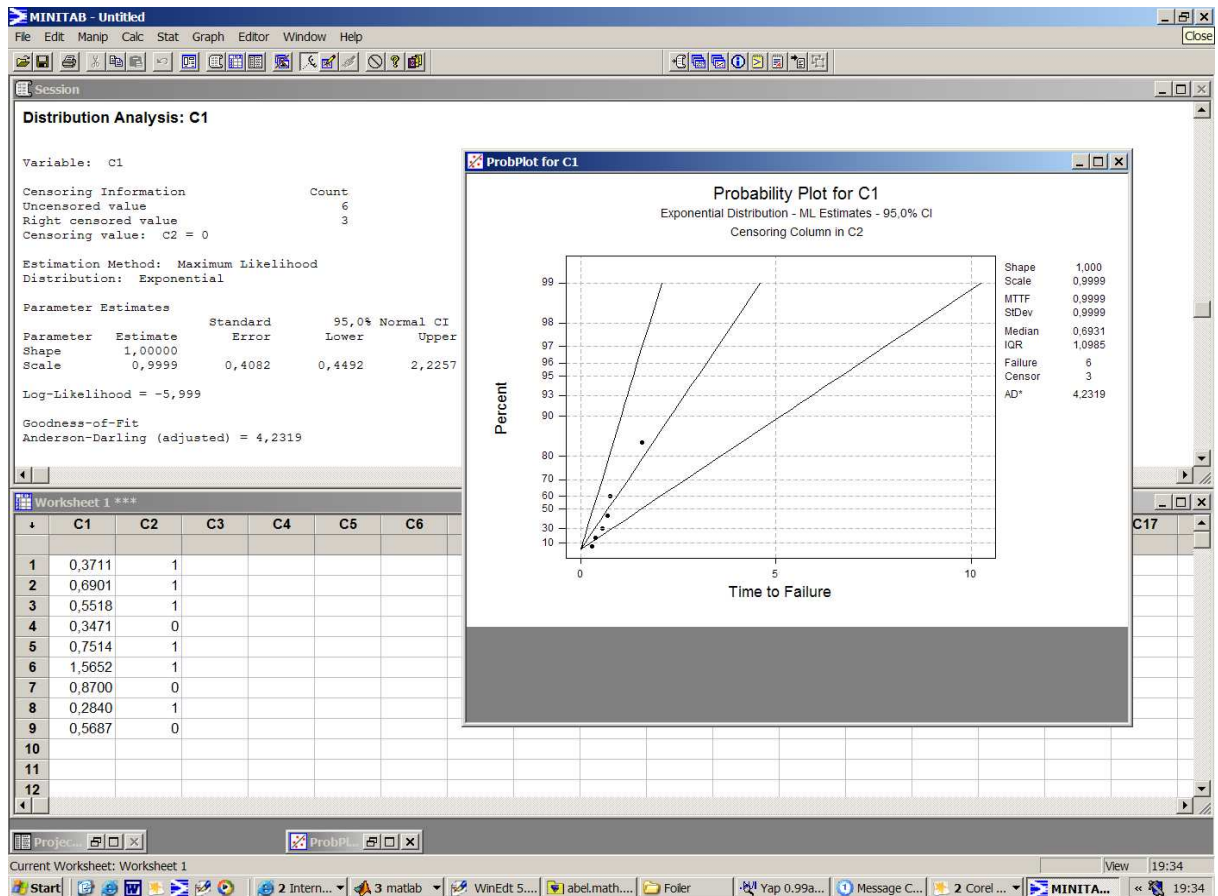 MINITAB - Untitled
File Edit Manip Calc Stat Graph Editor Window Help
Close
Session
Distribution Analysis: C1
Variable: C1
Censoring Information Count
Uncensored value 6
Right censored value 3
Censoring value: C2 = 0
Estimation Method: Maximum Likelihood
Distribution: Exponential
Parameter Estimates
Standard 95,0% Normal CI
Parameter Estimate Error Lower Upper
Shape 1,00000
Scale 0,9999 0,4082 0,4492 2,2257
Log-Likelihood = -5,999
Goodness-of-Fit
Anderson-Darling (adjusted) = 4,2319
ProbPlot for C1
Probability Plot for C1
Exponential Distribution - ML Estimates - 95,0% CI
Censoring Column in C2
Percent
99
98
97
96
95
93
90
80
70
60
50
30
10
0 5 10
Time to Failure
Shape 1,000
Scale 0,9999
MTTF 0,9999
StDev 0,9999
Median 0,6931
IQR 1,0985
Failure 6
Censor 3
AD* 4,2319
Worksheet 1 ***
C1 C2 C3 C4 C5 C6 C17
1 0,3711 1
2 0,6901 1
3 0,5518 1
4 0,3471 0
5 0,7514 1
6 1,5652 1
7 0,8700 0
8 0,2840 1
9 0,5687 0
10
11
12
Projec... ProbPl...
Current Worksheet: Worksheet 1
View 19:34
Start 2 Intern... 3 matlab WinEdt 5.... abel.math.... Foiler Yap 0.99a... Message C... 2 Corel ... MINITA... « 19:34